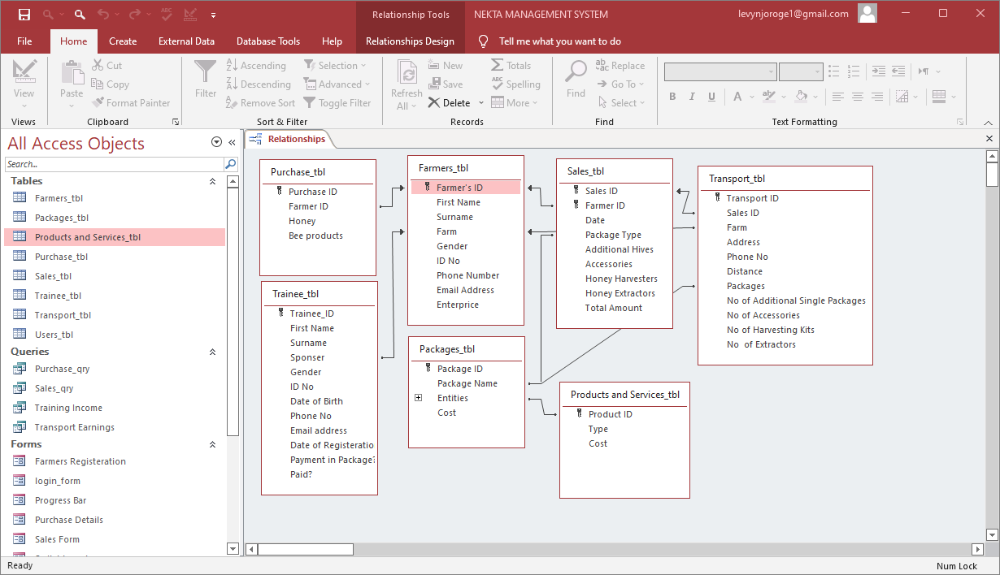 Relationship Tools
NEKTA MANAGEMENT SYSTEM
levynjoroge1@gmail.com
File
Home
Create
External Data
Database Tools
Help
Relationships Design
Tell me what you want to do
View
Views
Paste
Cut
Copy
Format Painter
Clipboard
Filter
Ascending
Descending
Remove Sort
Selection
Advanced
Toggle Filter
Sort & Filter
Refresh
All
New
Save
Delete
Totals
Spelling
More
Records
Find
Replace
Go To
Select
Find
B I U A
Text Formatting
All Access Objects
Search...
Tables
Farmers_tbl
Packages_tbl
Products and Services_tbl
Purchase_tbl
Sales_tbl
Trainee_tbl
Transport_tbl
Users_tbl
Queries
Purchase_qry
Sales_qry
Training Income
Transport Earnings
Forms
Farmers Registeration
login_form
Progress Bar
Purchase Details
Sales Form
Relationships
Purchase_tbl
Purchase ID
Farmer ID
Honey
Bee products
Trainee_tbl
Trainee_ID
First Name
Surname
Sponser
Gender
ID No
Date of Birth
Phone No
Email address
Date of Registeratio
Payment in Package?
Paid?
Farmers_tbl
Farmer's ID
First Name
Surname
Farm
Gender
ID No
Phone Number
Email Address
Enterprice
Packages_tbl
Package ID
Package Name
Entities
Cost
Sales_tbl
Sales ID
Farmer ID
Date
Package Type
Additional Hives
Accessories
Honey Harvesters
Honey Extractors
Total Amount
Products and Services_tbl
Product ID
Type
Cost
Transport_tbl
Transport ID
Sales ID
Farm
Address
Phone No
Distance
Packages
No of Additional Single Packages
No of Accessories
No of Harvesting Kits
No  of Extractors
Ready
Num Lock